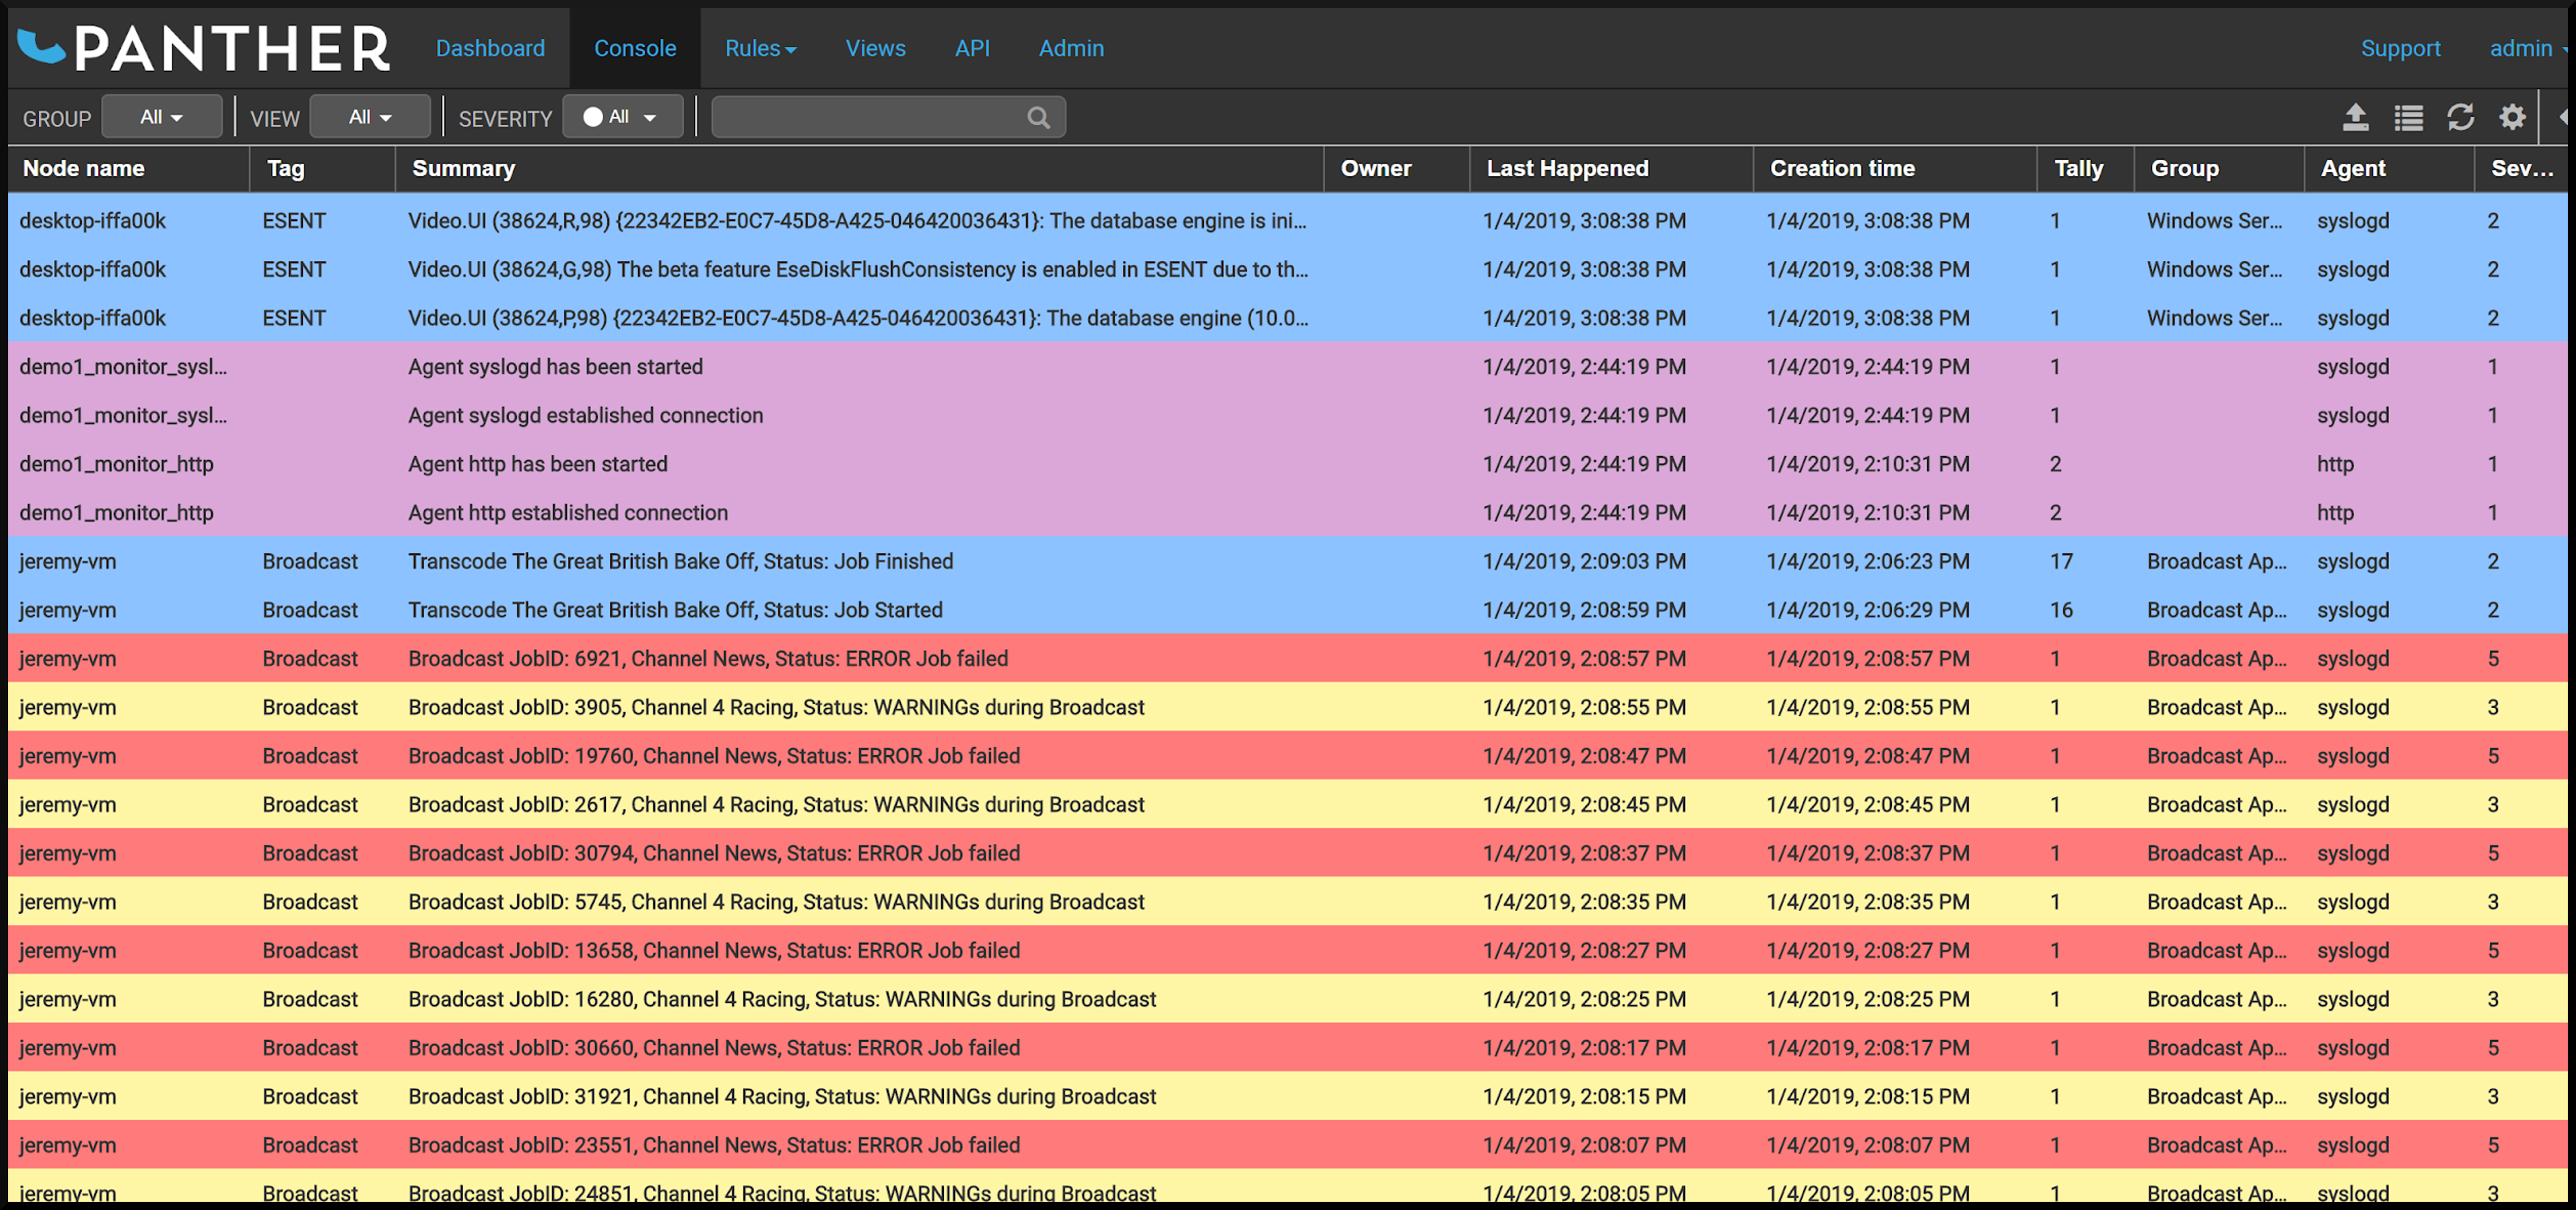 PANTHER Dashboard Console Rules Views API Admin Support admin
GROUP All VIEW All SEVERITY All
Node name Tag Summary Owner Last Happened Creation time Tally Group Agent Sev...
desktop-iffa00k ESENT Video.UI (38624,R,98) {22342EB2-E0C7-45D8-A425-046420036431}: The database engine is ini... 1/4/2019, 3:08:38 PM 1/4/2019, 3:08:38 PM 1 Windows Ser... syslogd 2
desktop-iffa00k ESENT Video.UI (38624,G,98) The beta feature EseDiskFlushConsistency is enabled in ESENT due to th... 1/4/2019, 3:08:38 PM 1/4/2019, 3:08:38 PM 1 Windows Ser... syslogd 2
desktop-iffa00k ESENT Video.UI (38624,P,98) {22342EB2-E0C7-45D8-A425-046420036431}: The database engine (10.0... 1/4/2019, 3:08:38 PM 1/4/2019, 3:08:38 PM 1 Windows Ser... syslogd 2
demo1_monitor_sysl... Agent syslogd has been started 1/4/2019, 2:44:19 PM 1/4/2019, 2:44:19 PM 1 syslogd 1
demo1_monitor_sysl... Agent syslogd established connection 1/4/2019, 2:44:19 PM 1/4/2019, 2:44:19 PM 1 syslogd 1
demo1_monitor_http Agent http has been started 1/4/2019, 2:44:19 PM 1/4/2019, 2:10:31 PM 2 http 1
demo1_monitor_http Agent http established connection 1/4/2019, 2:44:19 PM 1/4/2019, 2:10:31 PM 2 http 1
jeremy-vm Broadcast Transcode The Great British Bake Off, Status: Job Finished 1/4/2019, 2:09:03 PM 1/4/2019, 2:06:23 PM 17 Broadcast Ap... syslogd 2
jeremy-vm Broadcast Transcode The Great British Bake Off, Status: Job Started 1/4/2019, 2:08:59 PM 1/4/2019, 2:06:29 PM 16 Broadcast Ap... syslogd 2
jeremy-vm Broadcast Broadcast JobID: 6921, Channel News, Status: ERROR Job failed 1/4/2019, 2:08:57 PM 1/4/2019, 2:08:57 PM 1 Broadcast Ap... syslogd 5
jeremy-vm Broadcast Broadcast JobID: 3905, Channel 4 Racing, Status: WARNINGs during Broadcast 1/4/2019, 2:08:55 PM 1/4/2019, 2:08:55 PM 1 Broadcast Ap... syslogd 3
jeremy-vm Broadcast Broadcast JobID: 19760, Channel News, Status: ERROR Job failed 1/4/2019, 2:08:47 PM 1/4/2019, 2:08:47 PM 1 Broadcast Ap... syslogd 5
jeremy-vm Broadcast Broadcast JobID: 2617, Channel 4 Racing, Status: WARNINGs during Broadcast 1/4/2019, 2:08:45 PM 1/4/2019, 2:08:45 PM 1 Broadcast Ap... syslogd 3
jeremy-vm Broadcast Broadcast JobID: 30794, Channel News, Status: ERROR Job failed 1/4/2019, 2:08:37 PM 1/4/2019, 2:08:37 PM 1 Broadcast Ap... syslogd 5
jeremy-vm Broadcast Broadcast JobID: 5745, Channel 4 Racing, Status: WARNINGs during Broadcast 1/4/2019, 2:08:35 PM 1/4/2019, 2:08:35 PM 1 Broadcast Ap... syslogd 3
jeremy-vm Broadcast Broadcast JobID: 13658, Channel News, Status: ERROR Job failed 1/4/2019, 2:08:27 PM 1/4/2019, 2:08:27 PM 1 Broadcast Ap... syslogd 5
jeremy-vm Broadcast Broadcast JobID: 16280, Channel 4 Racing, Status: WARNINGs during Broadcast 1/4/2019, 2:08:25 PM 1/4/2019, 2:08:25 PM 1 Broadcast Ap... syslogd 3
jeremy-vm Broadcast Broadcast JobID: 30660, Channel News, Status: ERROR Job failed 1/4/2019, 2:08:17 PM 1/4/2019, 2:08:17 PM 1 Broadcast Ap... syslogd 5
jeremy-vm Broadcast Broadcast JobID: 31921, Channel 4 Racing, Status: WARNINGs during Broadcast 1/4/2019, 2:08:15 PM 1/4/2019, 2:08:15 PM 1 Broadcast Ap... syslogd 3
jeremy-vm Broadcast Broadcast JobID: 23551, Channel News, Status: ERROR Job failed 1/4/2019, 2:08:07 PM 1/4/2019, 2:08:07 PM 1 Broadcast Ap... syslogd 5
jeremy-vm Broadcast Broadcast JobID: 24851, Channel 4 Racing, Status: WARNINGs during Broadcast 1/4/2019, 2:08:05 PM 1/4/2019, 2:08:05 PM 1 Broadcast Ap... syslogd 3